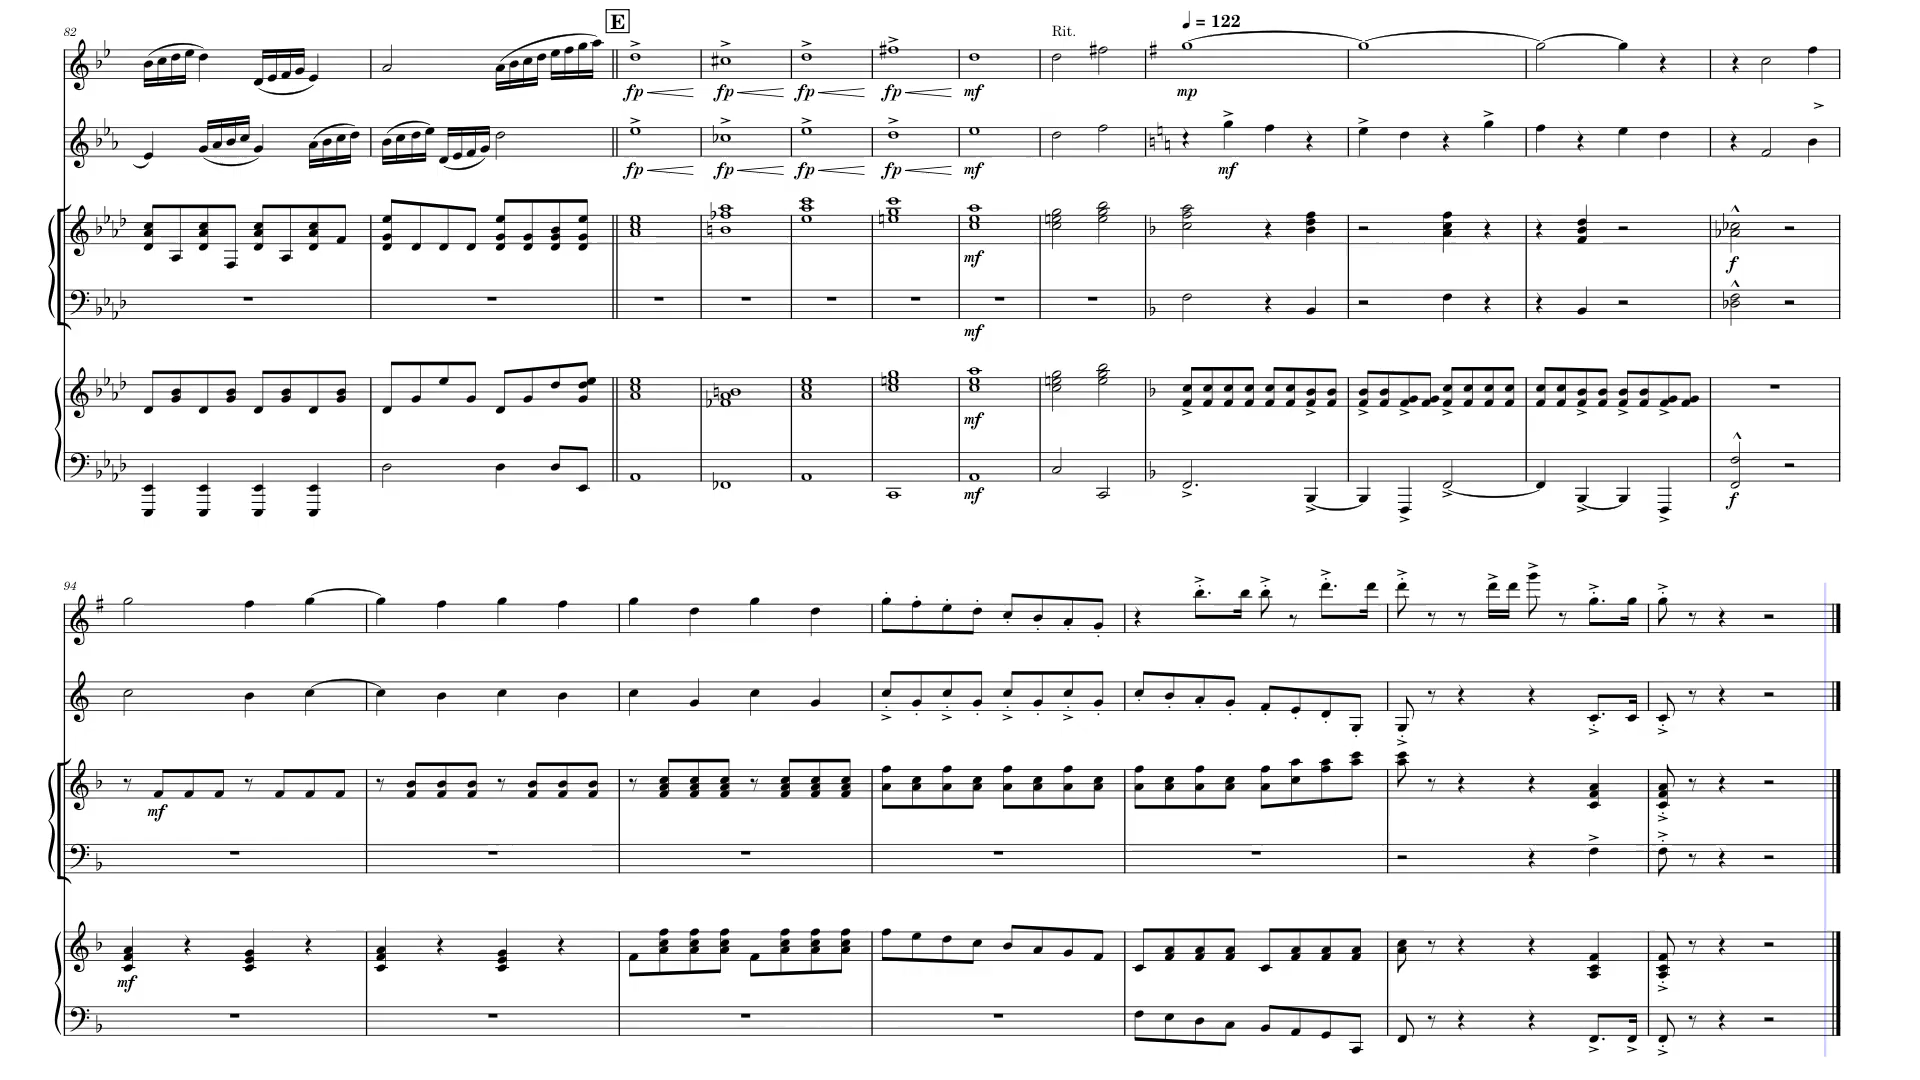 E
82
Rit.
♩ = 122
fp fp fp fp mf mp
fp fp fp fp mf mf
mf f
mf
mf
mf f
94
mf
mf